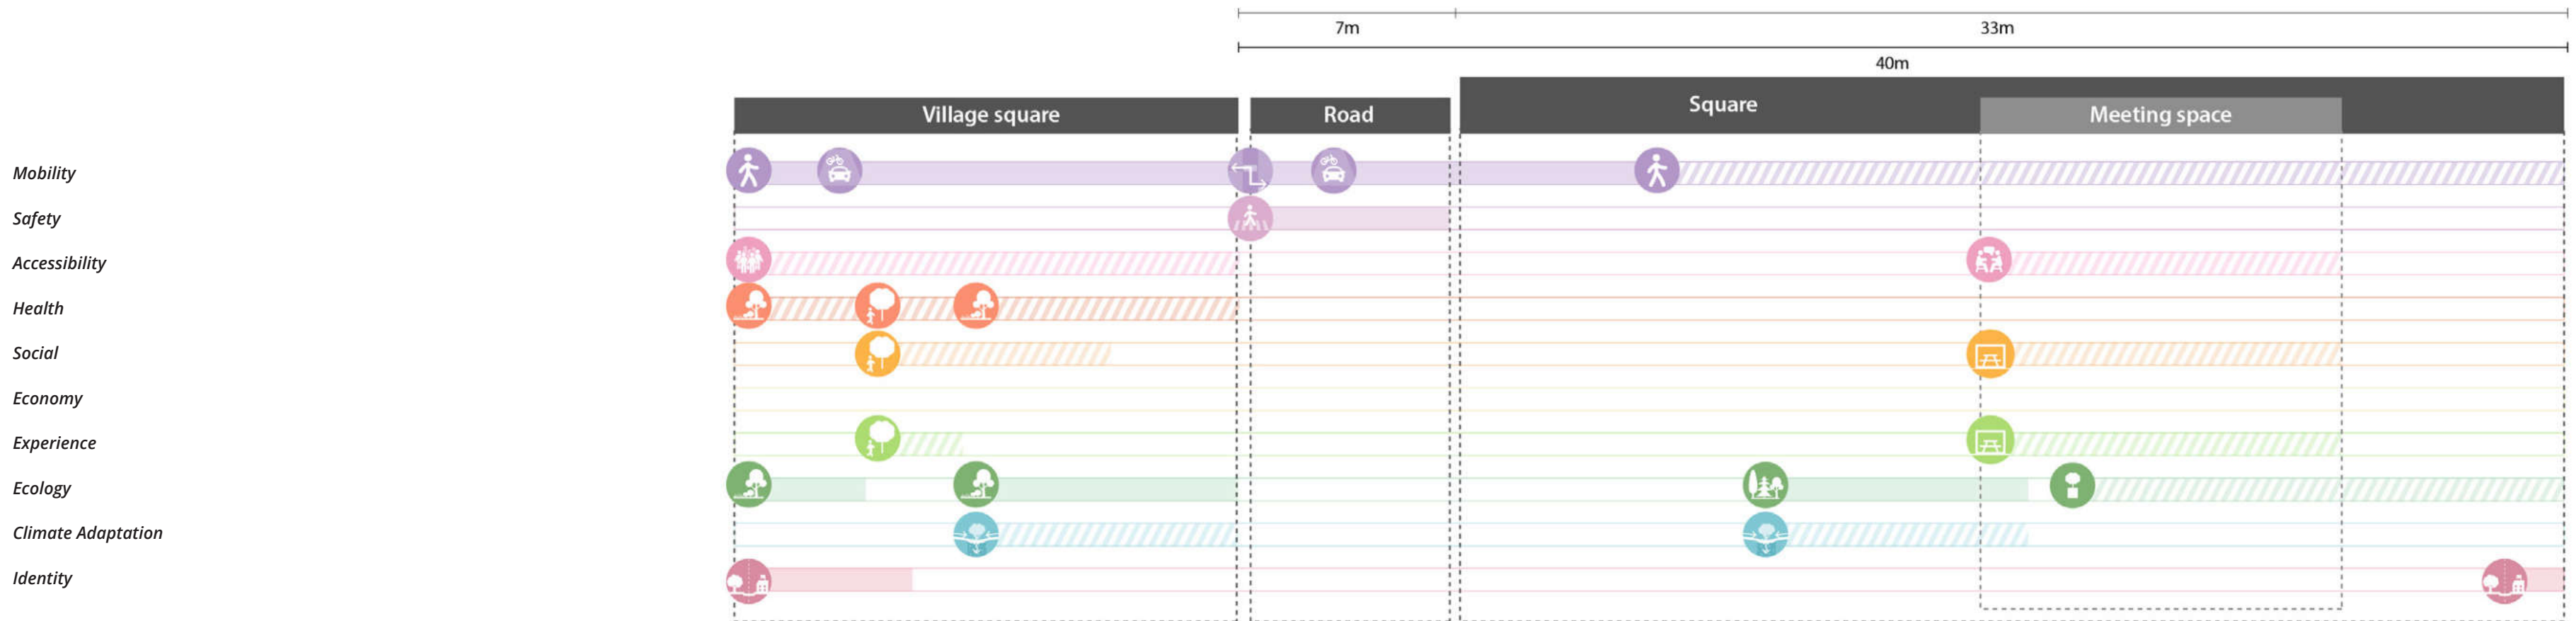 7m
33m
40m
Village square
Road
Square
Meeting space
Mobility
Safety
Accessibility
Health
Social
Economy
Experience
Ecology
Climate Adaptation
Identity